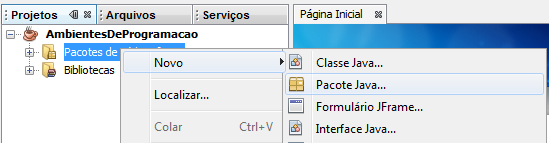 Projetos
Arquivos
Serviços
Página Inicial
AmbientesDeProgramacao
Pacotes de
Bibliotecas
Novo
Localizar...
Colar Ctrl+V
Classe Java...
Pacote Java...
Formulário JFrame...
Interface Java...